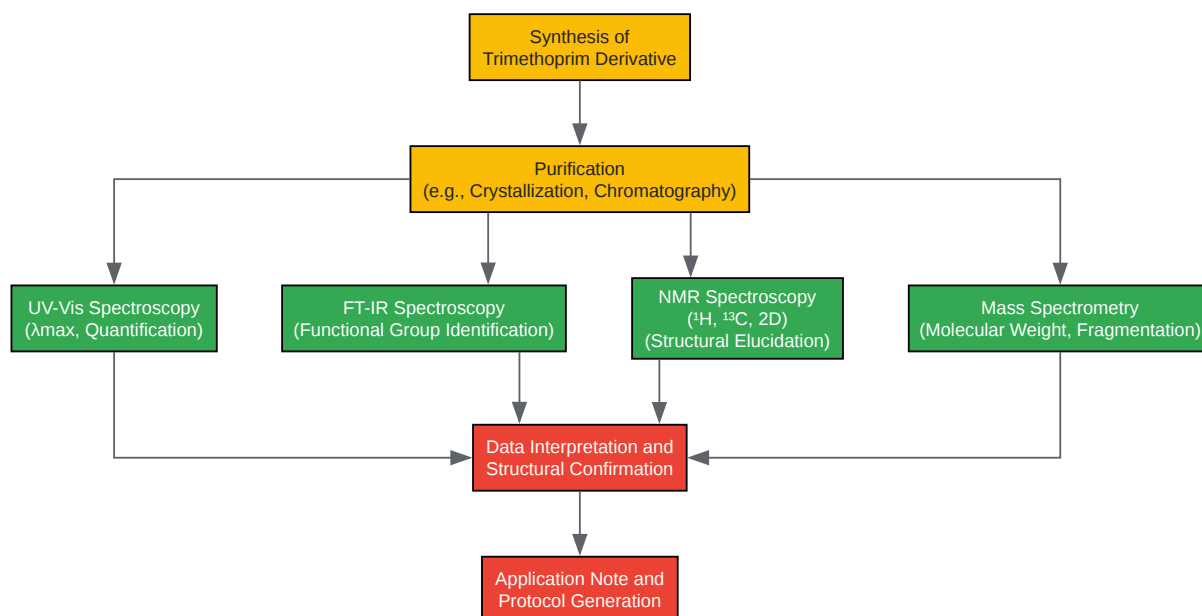 Synthesis of
Trimethoprim Derivative
Purification
(e.g., Crystallization, Chromatography)
UV-Vis Spectroscopy
(λmax, Quantification)
FT-IR Spectroscopy
(Functional Group Identification)
NMR Spectroscopy
(¹H, ¹³C, 2D)
(Structural Elucidation)
Mass Spectrometry
(Molecular Weight, Fragmentation)
Data Interpretation and
Structural Confirmation
Application Note and
Protocol Generation